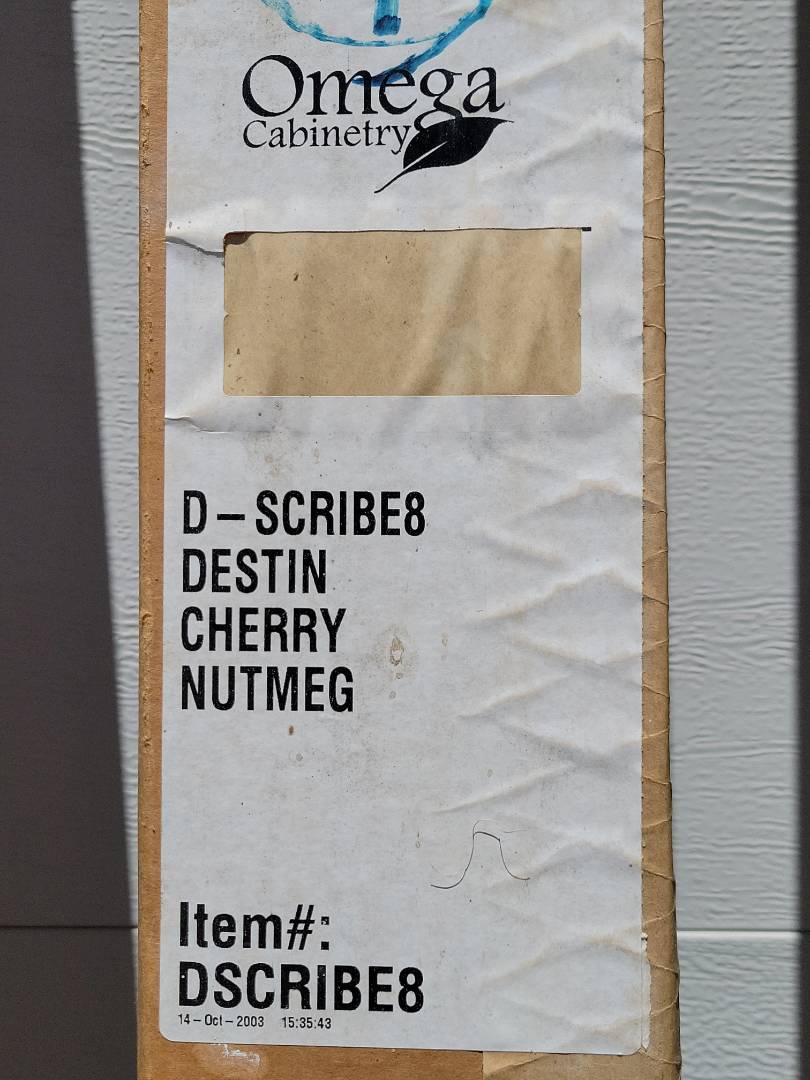 Omega
Cabinetry
D-SCRIBE8
DESTIN
CHERRY
NUTMEG
Item#:
DSCRIBE8
14-Oct-2003 15:35:43